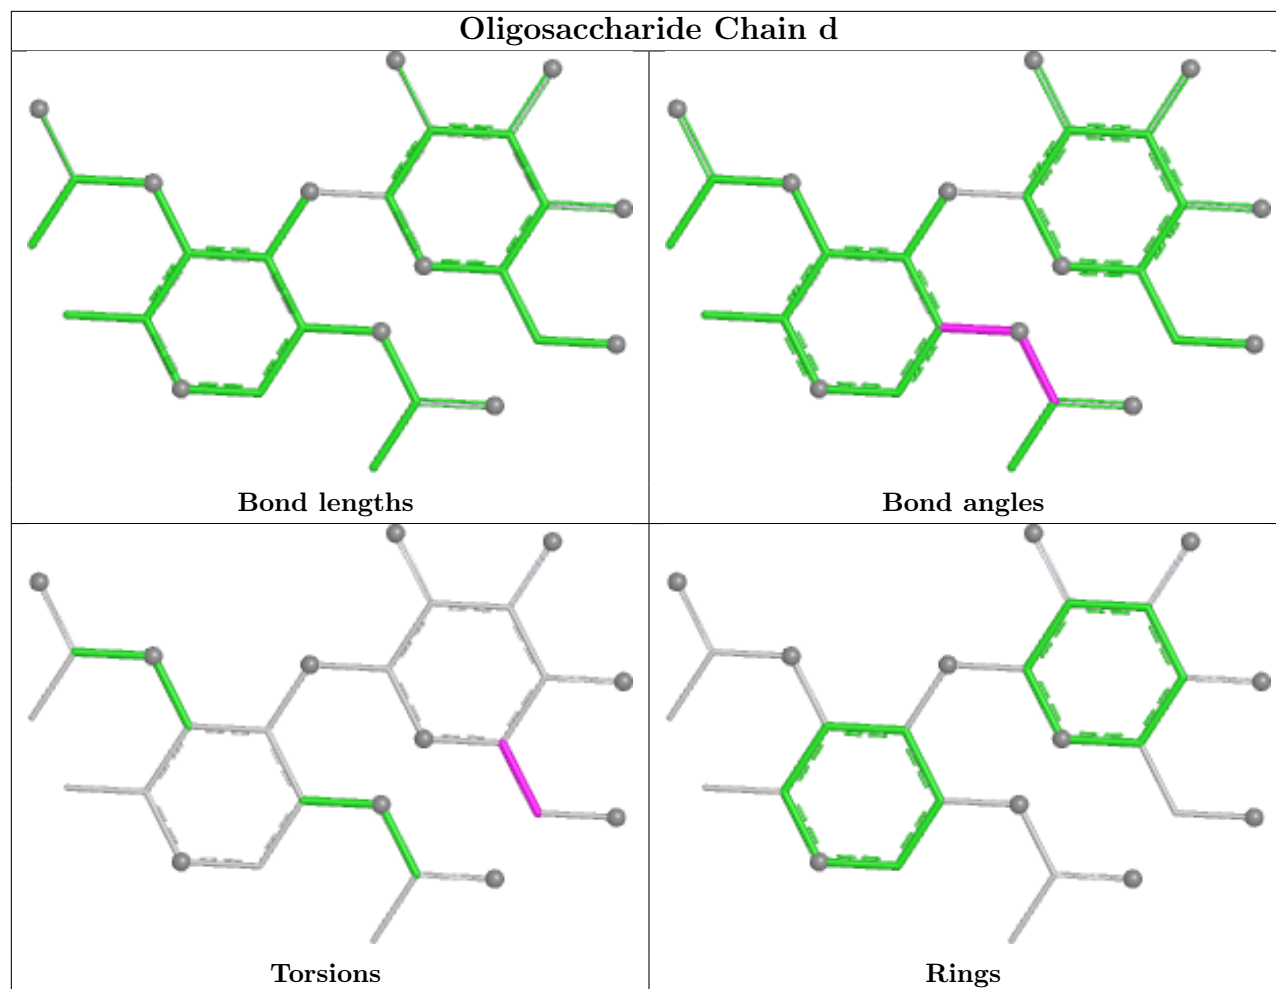 Oligosaccharide Chain d
Bond lengths
Bond angles
Torsions
Rings